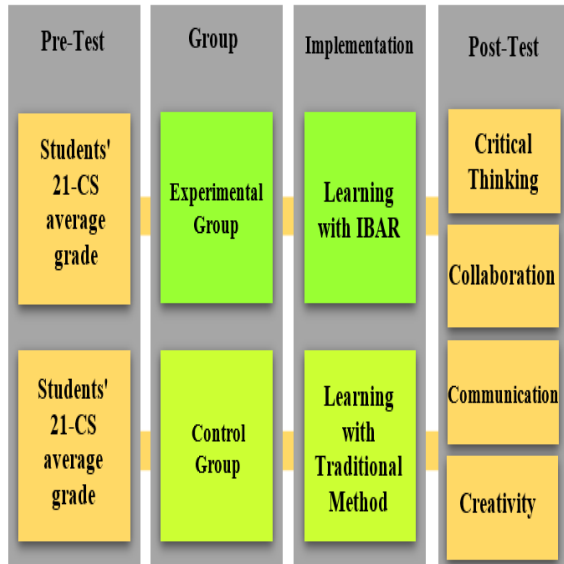 Pre-Test
Students'
21-CS
average
grade
Students'
21-CS
average
grade
Group
Experimental
Group
Control
Group
Implementation
Learning
with IBAR
Learning
with
Traditional
Method
Post-Test
Critical
Thinking
Collaboration
Communication
Creativity